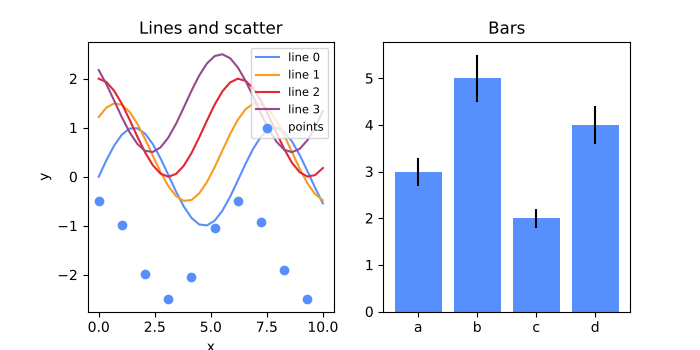 Lines and scatter
line 0
line 1
line 2
line 3
points
y
2
1
0
−1
−2
0.0 2.5 5.0 7.5 10.0
x
Bars
5
4
3
2
1
0
a b c d